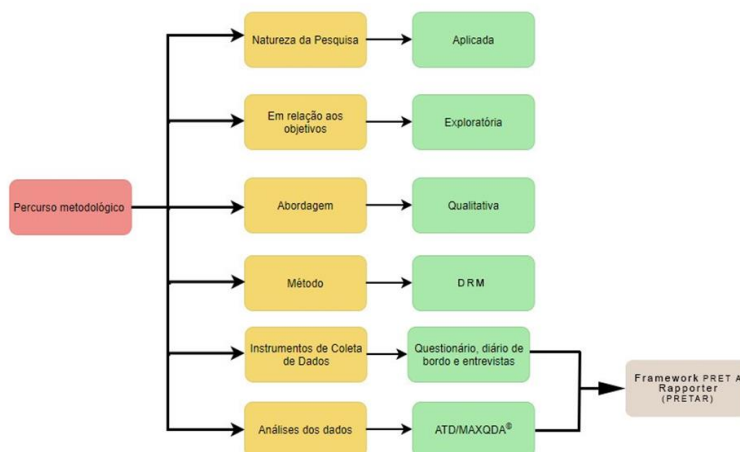 Natureza da Pesquisa
Aplicada
Em relação aos
objetivos
Exploratória
Percurso metodológico
Abordagem
Qualitativa
Método
DRM
Instrumentos de Coleta
de Dados
Questionário, diário de
bordo e entrevistas
Framework PRET A
Rapporter
(PRETAR)
Análises dos dados
ATD/MAXQDA®